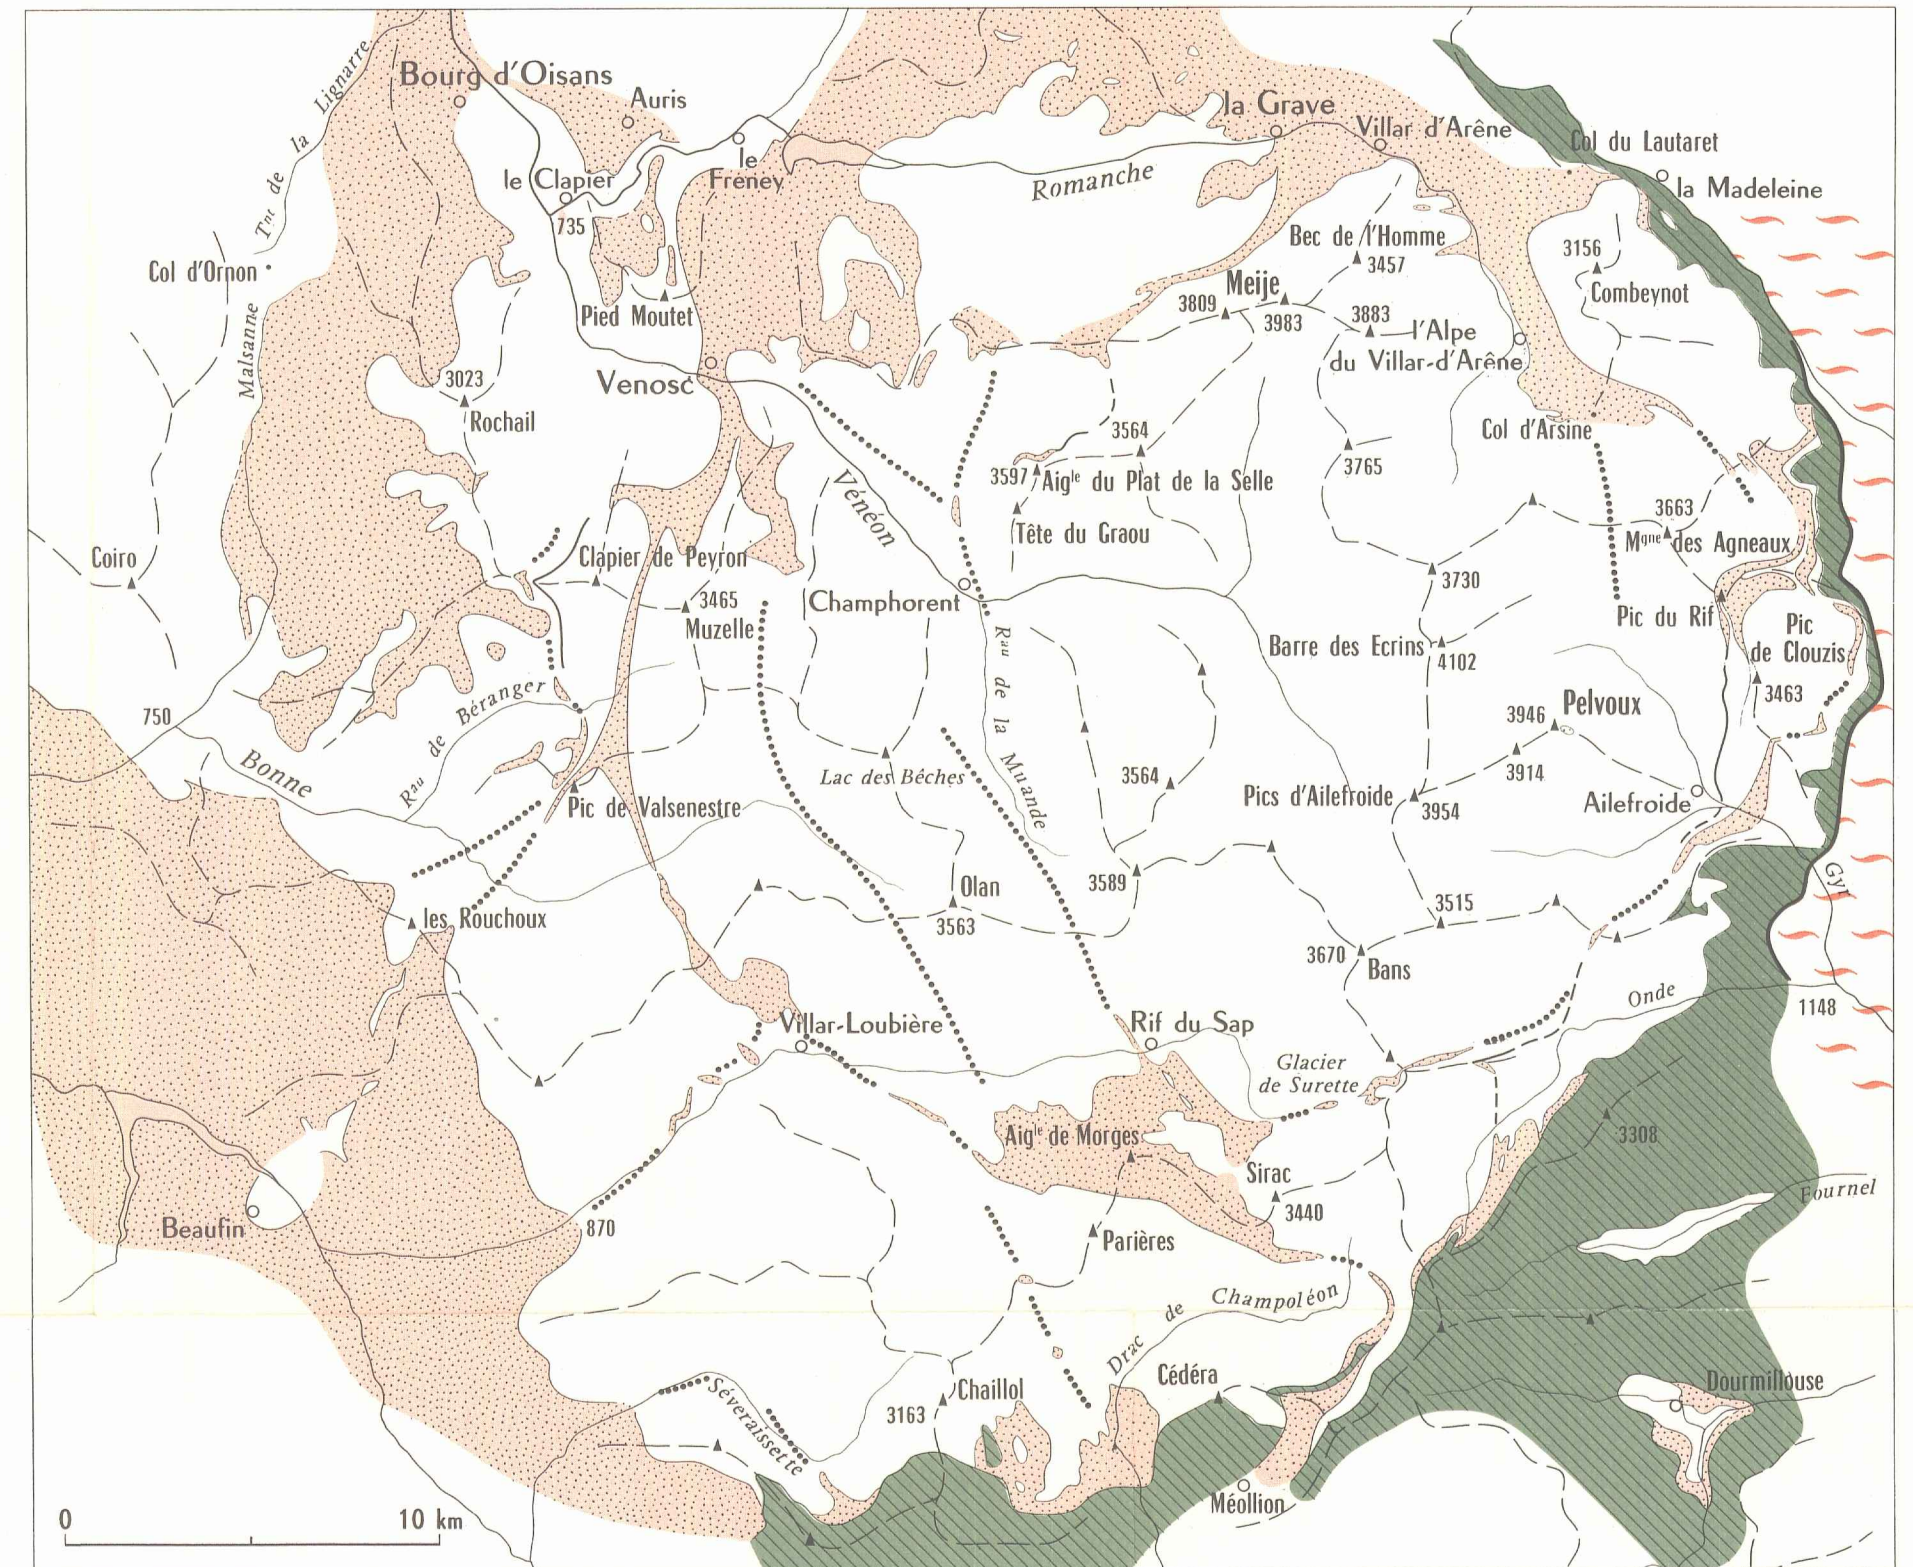 Bourg d'Oisans
Auris
la Grave
Villar d'Arêne
Col du Lautaret
la Madeleine
Tnt de la Lignarre
le Clapier
735
le
Freney
Romanche
Col d'Ornon
Malsanne
Pied Moutet
Bec de l'Homme
3457
Meije
3809
3983
3883
l'Alpe
du Villar-d'Arêne
3156
Combeynot
Venosc
3023
Rochail
Col d'Arsine
3564
3597
Aigle du Plat de la Selle
3765
Tête du Graou
Vénéon
3663
Mgne des Agneaux
Coiro
Clapier de Peyron
3465
Muzelle
Champhorent
3730
Pic du Rif
Pic
de Clouzis
3463
Barre des Ecrins
4102
Rau de la Muande
Rau de Béranger
750
Bonne
3946
Pelvoux
3914
Lac des Bêches
3564
Pics d'Ailefroide
3954
Ailefroide
Pic de Valsenestre
Gyr
Olan
3563
3589
3515
les Rouchoux
3670
Bans
Onde
1148
Villar-Loubière
Rif du Sap
Glacier
de Surette
Aigle de Morges
3308
Sirac
3440
Fournel
Beaufin
870
Parières
Drac de Champoléon
Cédéra
Dourmillouse
Séveraissette
Chaillol
3163
Méollion
0
10 km